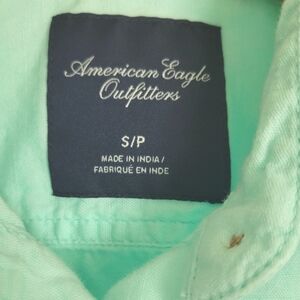 American Eagle
Outfitters
S/P
MADE IN INDIA /
FABRIQUÉ EN INDE